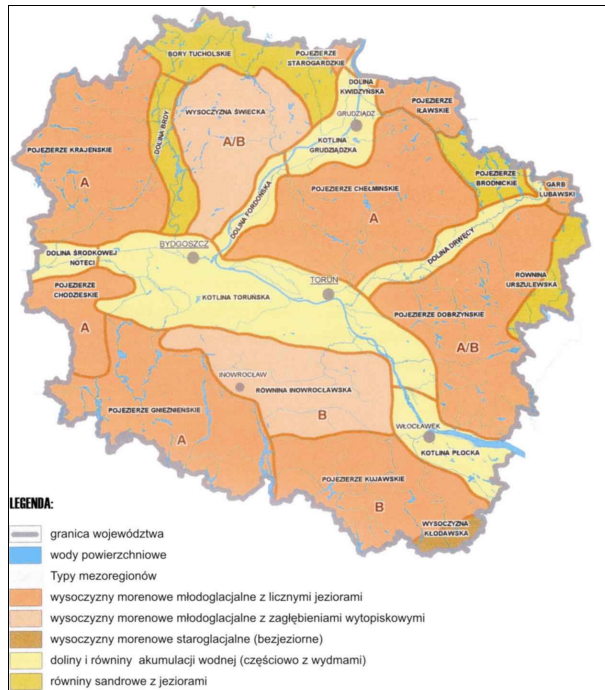 BORY TUCHOLSKIE
POJEZIERZE
STAROGARDZKIE
DOLINA
KWIDZYŃSKA
POJEZIERZE
IŁAWSKIE
WYSOCZYZNA ŚWIECKA
GRUDZIĄDZ
DOLINA BRDY
A/B
KOTLINA
GRUDZIĄDZKA
POJEZIERZE KRAJEŃSKIE
A
POJEZIERZE
BRODNICKIE
GARB
LUBAWSKI
POJEZIERZE CHEŁMIŃSKIE
A
DOLINA FORDOŃSKA
DOLINA DRWĘCY
BYDGOSZCZ
DOLINA ŚRODKOWEJ
NOTECI
TORUŃ
RÓWNINA
URSZULEWSKA
POJEZIERZE
CHODZIESKIE
KOTLINA TORUŃSKA
POJEZIERZE DOBRZYŃSKIE
A
A/B
INOWROCŁAW
RÓWNINA INOWROCŁAWSKA
B
POJEZIERZE GNIEŹNIEŃSKIE
A
WŁOCŁAWEK
KOTLINA PŁOCKA
POJEZIERZE KUJAWSKIE
B
WYSOCZYZNA
KŁODAWSKA
LEGENDA:
granica województwa
wody powierzchniowe
Typy mezoregionów
wysoczyzny morenowe młodoglacjalne z licznymi jeziorami
wysoczyzny morenowe młodoglacjalne z zagłębieniami wytopiskowymi
wysoczyzny morenowe staroglacjalne (bezjeziorne)
doliny i równiny akumulacji wodnej (częściowo z wydmami)
równiny sandrowe z jeziorami